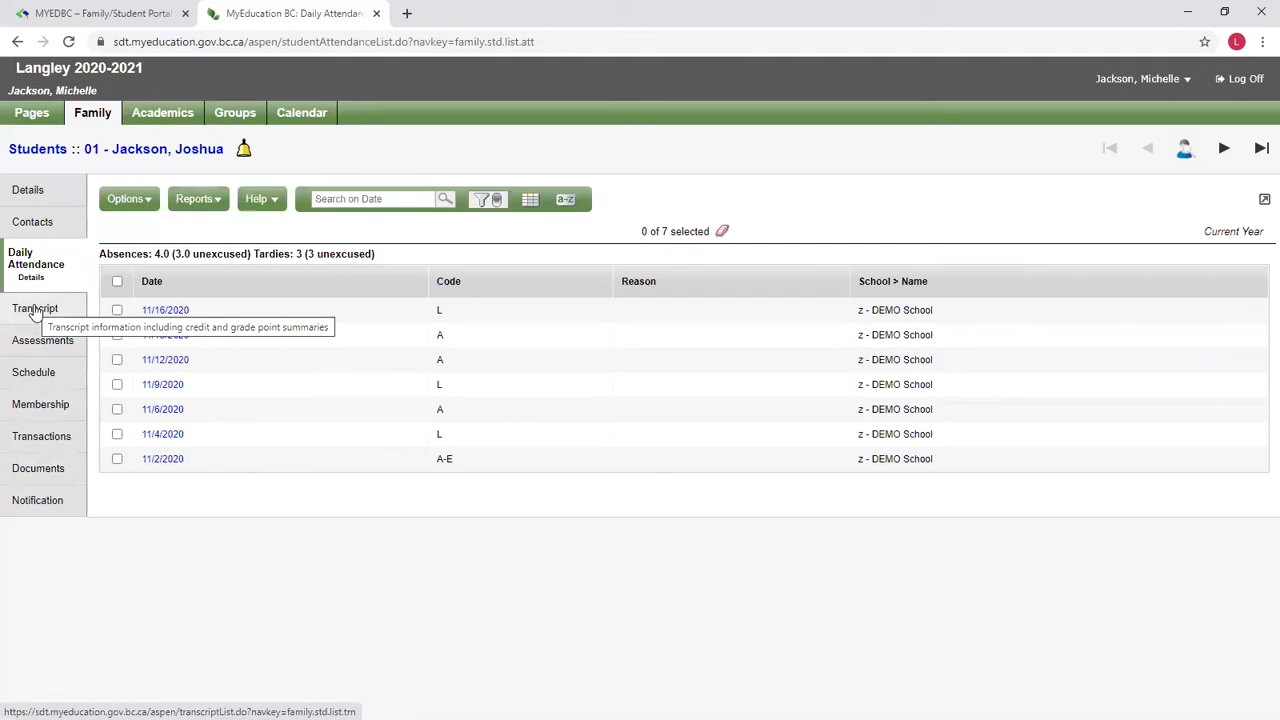 MYEDBC – Family/Student Portal
MyEducation BC: Daily Attendan
sdt.myeducation.gov.bc.ca/aspen/studentAttendanceList.do?navkey=family.std.list.att
L
Langley 2020-2021
Jackson, Michelle
Jackson, Michelle
Log Off
Pages
Family
Academics
Groups
Calendar
Students :: 01 - Jackson, Joshua
Details
Contacts
Daily Attendance
Details
Transcript
Assessments
Schedule
Membership
Transactions
Documents
Notification
Transcript information including credit and grade point summaries
Options
Reports
Help
Search on Date
a-z
0 of 7 selected
Current Year
Absences: 4.0 (3.0 unexcused) Tardies: 3 (3 unexcused)
Date Code Reason School > Name
11/16/2020 L z - DEMO School
A z - DEMO School
11/12/2020 A z - DEMO School
11/9/2020 L z - DEMO School
11/6/2020 A z - DEMO School
11/4/2020 L z - DEMO School
11/2/2020 A-E z - DEMO School
https://sdt.myeducation.gov.bc.ca/aspen/transcriptList.do?navkey=family.std.list.trn